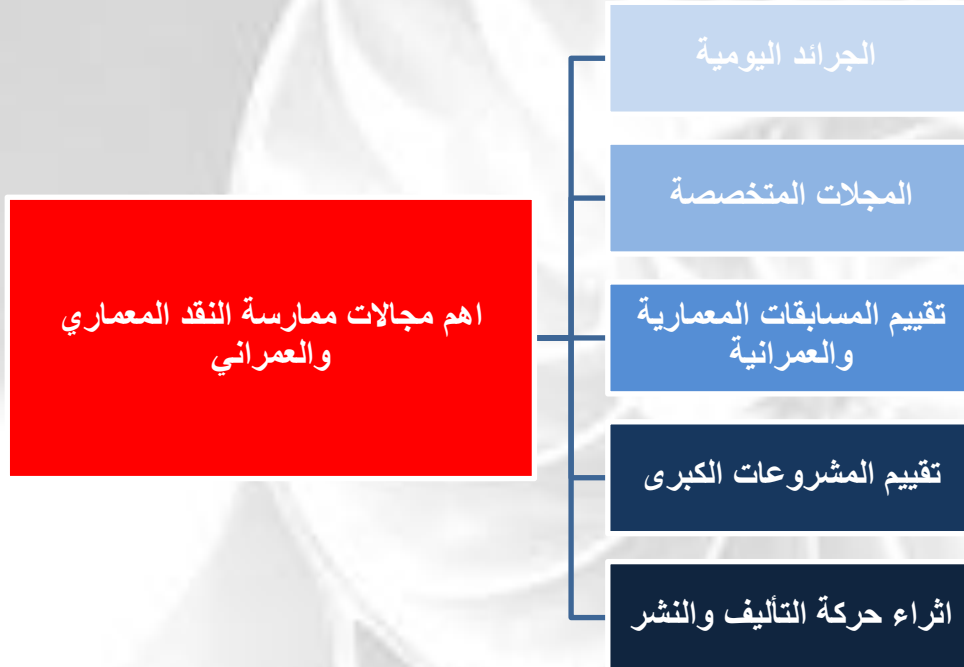 اهم مجالات ممارسة النقد المعماري
والعمراني
الجرائد اليومية
المجلات المتخصصة
تقييم المسابقات المعمارية
والعمرانية
تقييم المشروعات الكبرى
اثراء حركة التأليف والنشر